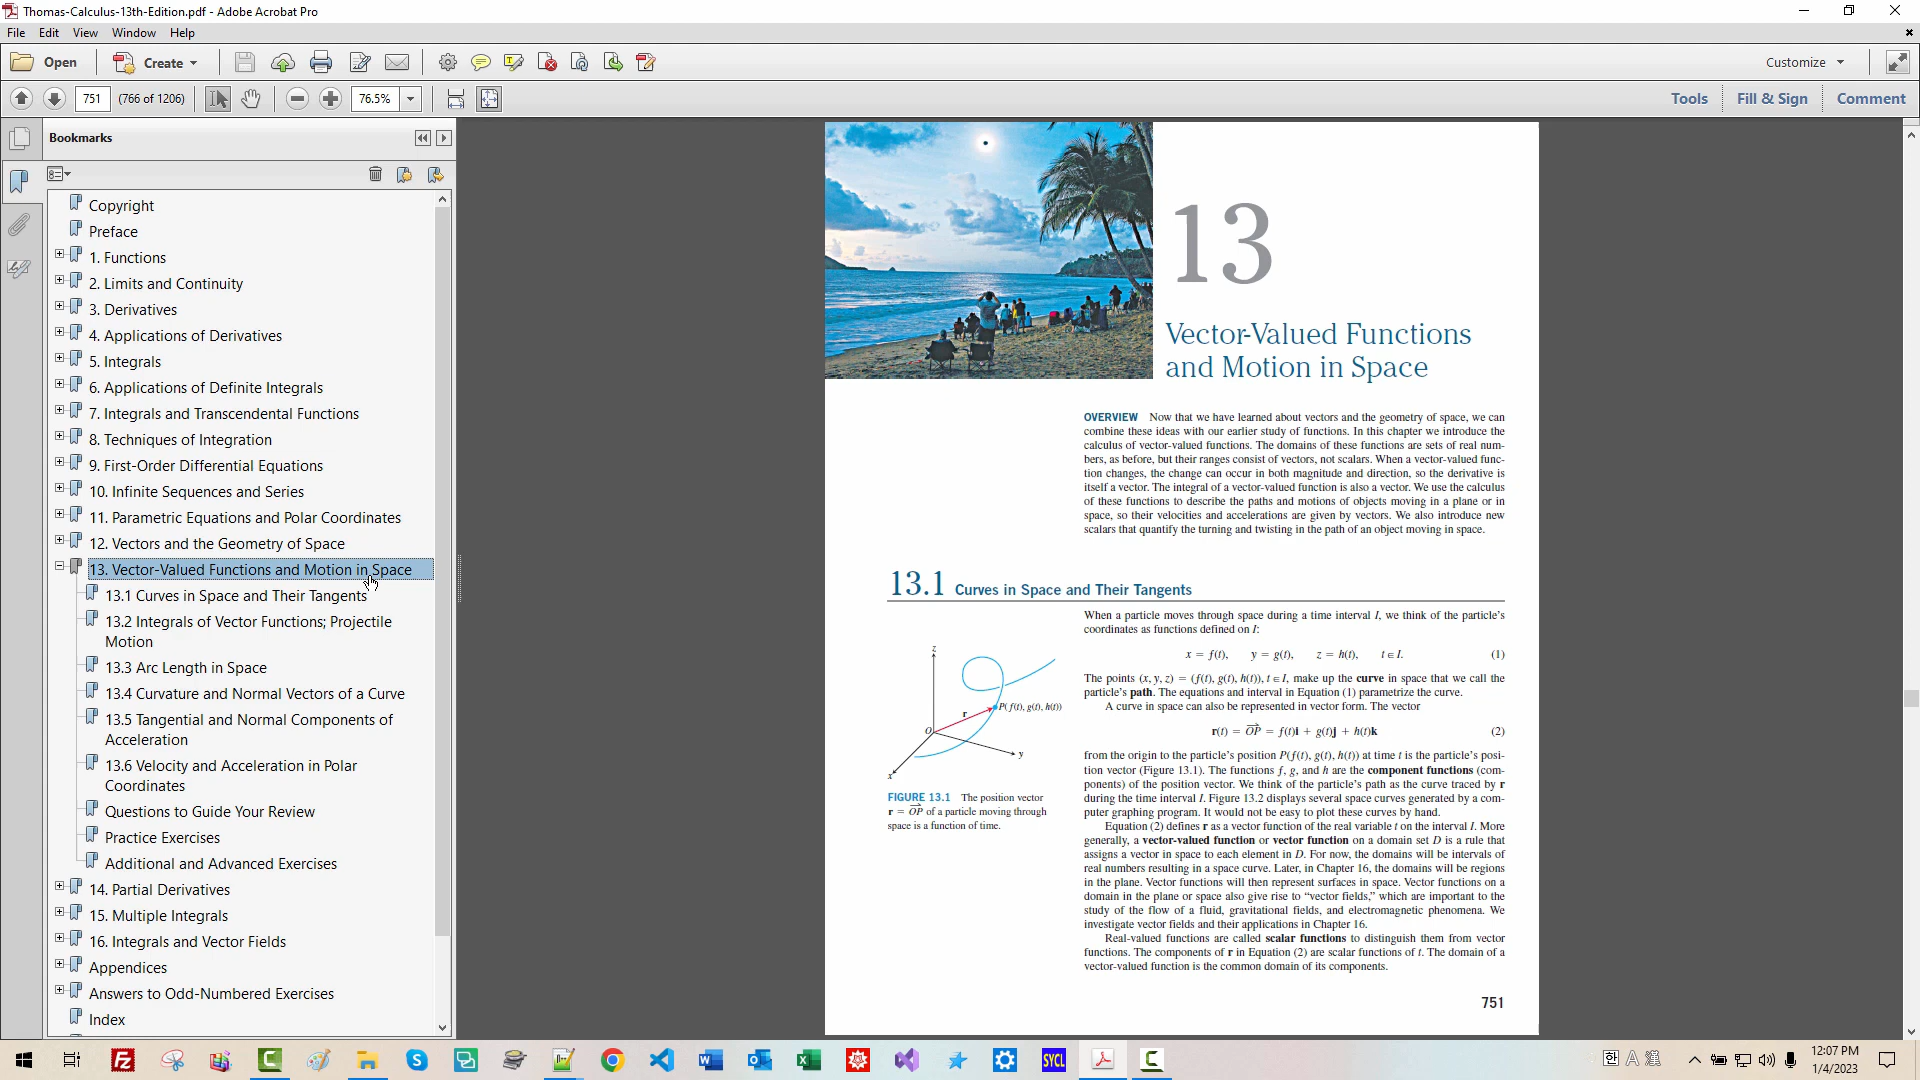 Thomas-Calculus-13th-Edition.pdf - Adobe Acrobat Pro
File Edit View Window Help
Open Create Customize
751 (766 of 1206) 76.5% Tools Fill & Sign Comment
Bookmarks
Copyright
Preface
1. Functions
2. Limits and Continuity
3. Derivatives
4. Applications of Derivatives
5. Integrals
6. Applications of Definite Integrals
7. Integrals and Transcendental Functions
8. Techniques of Integration
9. First-Order Differential Equations
10. Infinite Sequences and Series
11. Parametric Equations and Polar Coordinates
12. Vectors and the Geometry of Space
13. Vector-Valued Functions and Motion in Space
13.1 Curves in Space and Their Tangents
13.2 Integrals of Vector Functions; Projectile
Motion
13.3 Arc Length in Space
13.4 Curvature and Normal Vectors of a Curve
13.5 Tangential and Normal Components of
Acceleration
13.6 Velocity and Acceleration in Polar
Coordinates
Questions to Guide Your Review
Practice Exercises
Additional and Advanced Exercises
14. Partial Derivatives
15. Multiple Integrals
16. Integrals and Vector Fields
Appendices
Answers to Odd-Numbered Exercises
Index
13
Vector-Valued Functions
and Motion in Space
OVERVIEW Now that we have learned about vectors and the geometry of space, we can
combine these ideas with our earlier study of functions. In this chapter we introduce the
calculus of vector-valued functions. The domains of these functions are sets of real num-
bers, as before, but their ranges consist of vectors, not scalars. When a vector-valued func-
tion changes, the change can occur in both magnitude and direction, so the derivative is
itself a vector. The integral of a vector-valued function is also a vector. We use the calculus
of these functions to describe the paths and motions of objects moving in a plane or in
space, so their velocities and accelerations are given by vectors. We also introduce new
scalars that quantify the turning and twisting in the path of an object moving in space.
13.1 Curves in Space and Their Tangents
When a particle moves through space during a time interval I, we think of the particle's
coordinates as functions defined on I:
x = f(t), y = g(t), z = h(t), t ∈ I. (1)
The points (x, y, z) = (f(t), g(t), h(t)), t ∈ I, make up the curve in space that we call the
particle's path. The equations and interval in Equation (1) parametrize the curve.
A curve in space can also be represented in vector form. The vector
r(t) = OP = f(t)i + g(t)j + h(t)k (2)
from the origin to the particle's position P(f(t), g(t), h(t)) at time t is the particle's posi-
tion vector (Figure 13.1). The functions f, g, and h are the component functions (com-
ponents) of the position vector. We think of the particle's path as the curve traced by r
during the time interval I. Figure 13.2 displays several space curves generated by a com-
puter graphing program. It would not be easy to plot these curves by hand.
Equation (2) defines r as a vector function of the real variable t on the interval I. More
generally, a vector-valued function or vector function on a domain set D is a rule that
assigns a vector in space to each element in D. For now, the domains will be intervals of
real numbers resulting in a space curve. Later, in Chapter 16, the domains will be regions
in the plane. Vector functions will then represent surfaces in space. Vector functions on a
domain in the plane or space also give rise to “vector fields,” which are important to the
study of the flow of a fluid, gravitational fields, and electromagnetic phenomena. We
investigate vector fields and their applications in Chapter 16.
Real-valued functions are called scalar functions to distinguish them from vector
functions. The components of r in Equation (2) are scalar functions of t. The domain of a
vector-valued function is the common domain of its components.
z
r
P( f(t), g(t), h(t))
O
y
x
FIGURE 13.1 The position vector
r = OP of a particle moving through
space is a function of time.
751
SYCL
한 A 漢
12:07 PM
1/4/2023